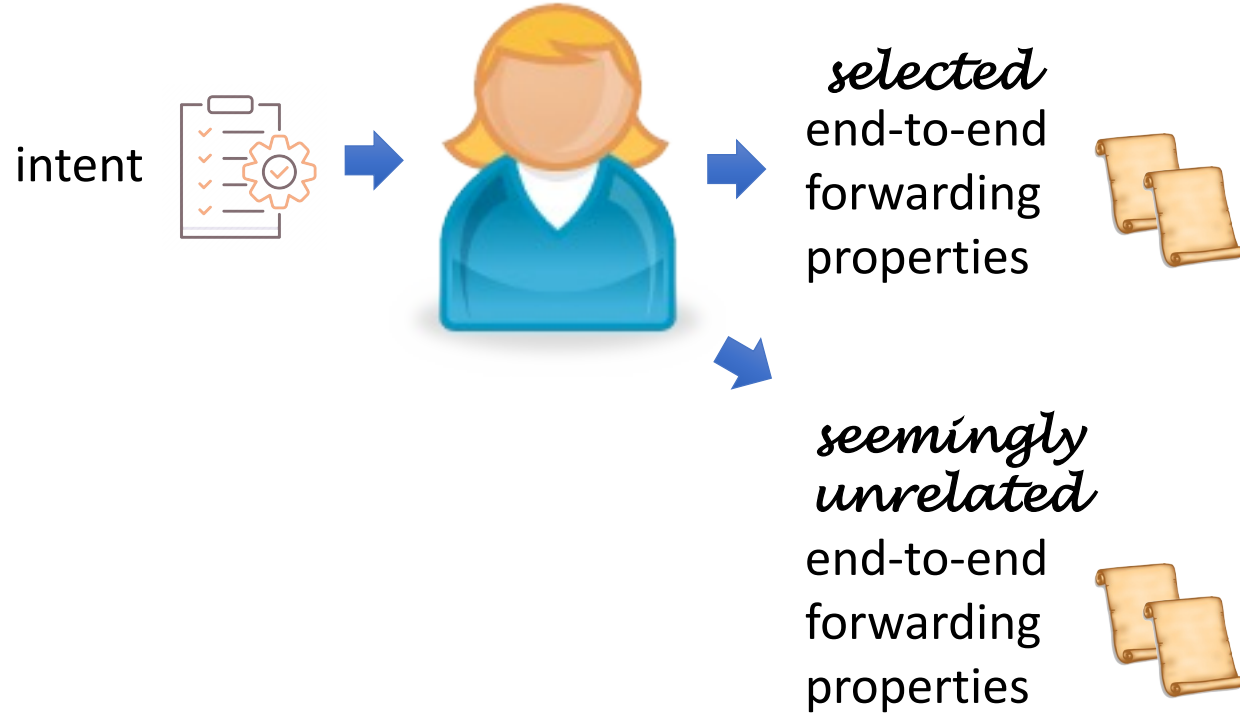 intent
selected
end-to-end
forwarding
properties
seemingly
unrelated
end-to-end
forwarding
properties